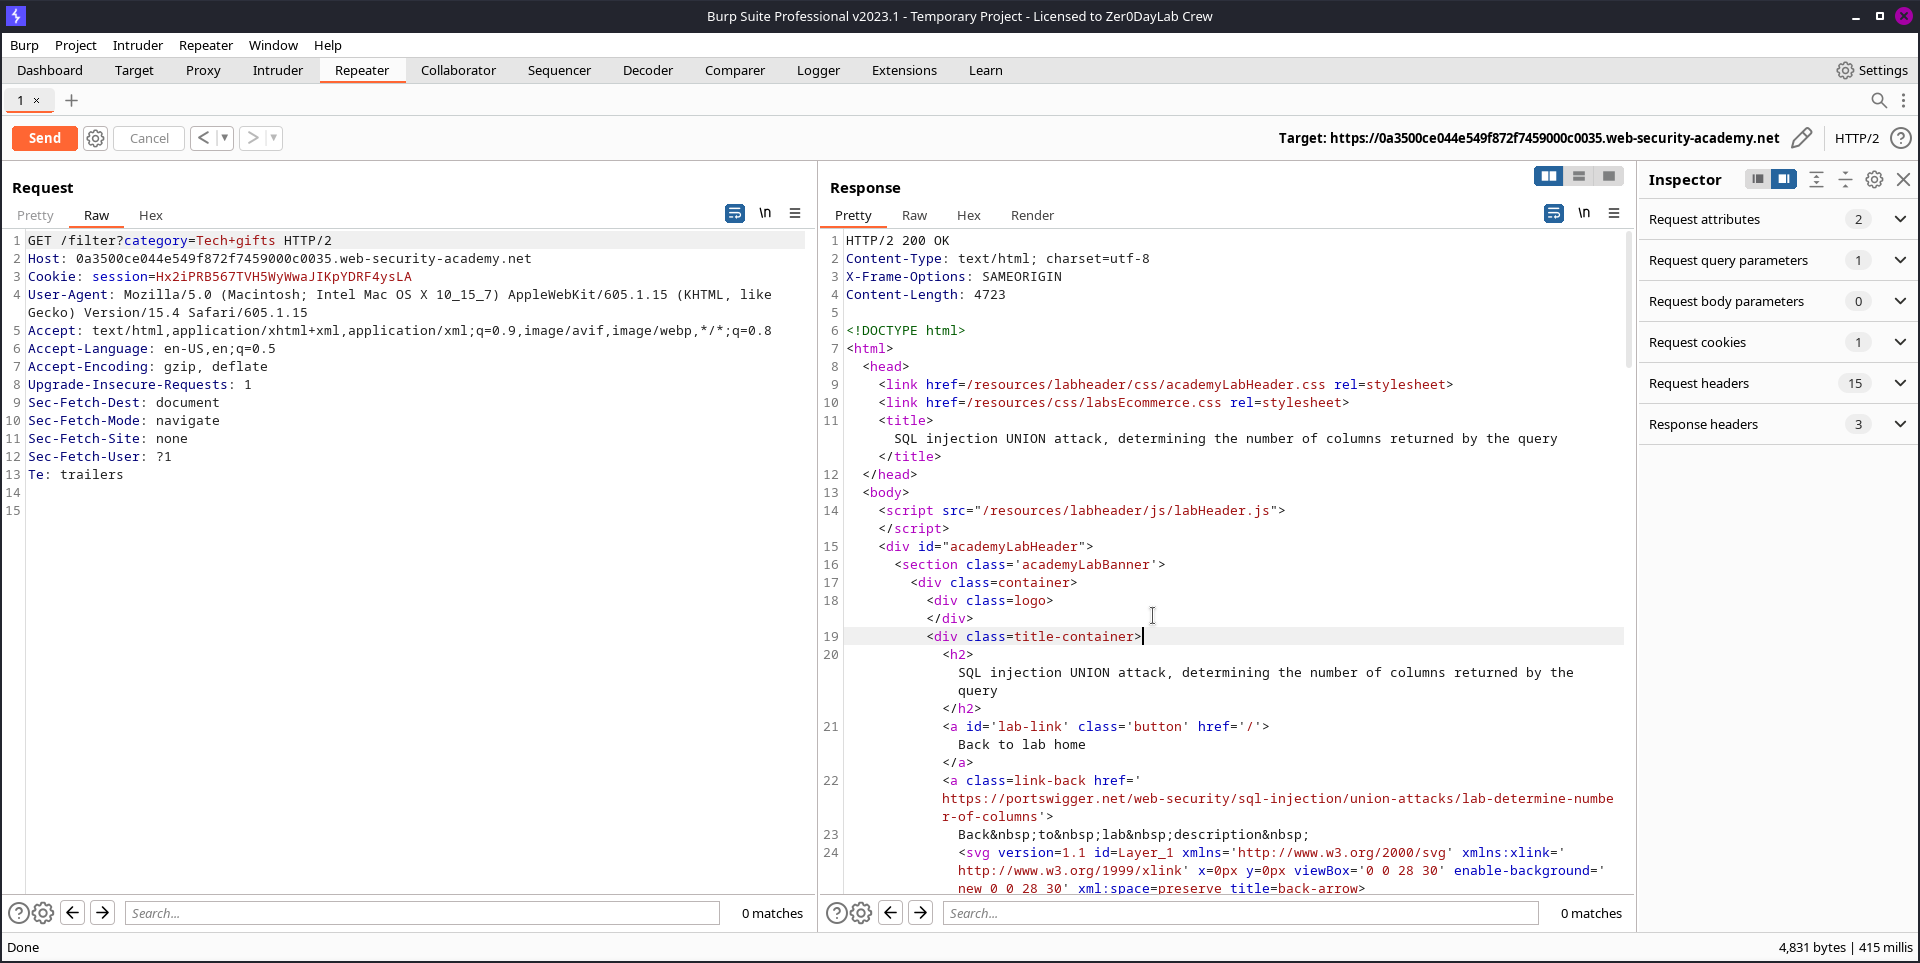 Burp Suite Professional v2023.1 - Temporary Project - Licensed to Zer0DayLab Crew
Burp Project Intruder Repeater Window Help
Dashboard Target Proxy Intruder Repeater Collaborator Sequencer Decoder Comparer Logger Extensions Learn Settings
1 × +
Send Cancel < > Target: https://0a3500ce044e549f872f7459000c0035.web-security-academy.net HTTP/2 ?
Request
Pretty Raw Hex \n
1 GET /filter?category=Tech+gifts HTTP/2
2 Host: 0a3500ce044e549f872f7459000c0035.web-security-academy.net
3 Cookie: session=Hx2iPRB567TVH5WyWwaJIKpYDRF4ysLA
4 User-Agent: Mozilla/5.0 (Macintosh; Intel Mac OS X 10_15_7) AppleWebKit/605.1.15 (KHTML, like
Gecko) Version/15.4 Safari/605.1.15
5 Accept: text/html,application/xhtml+xml,application/xml;q=0.9,image/avif,image/webp,*/*;q=0.8
6 Accept-Language: en-US,en;q=0.5
7 Accept-Encoding: gzip, deflate
8 Upgrade-Insecure-Requests: 1
9 Sec-Fetch-Dest: document
10 Sec-Fetch-Mode: navigate
11 Sec-Fetch-Site: none
12 Sec-Fetch-User: ?1
13 Te: trailers
14
15
? Search... 0 matches
Response
Pretty Raw Hex Render \n
1 HTTP/2 200 OK
2 Content-Type: text/html; charset=utf-8
3 X-Frame-Options: SAMEORIGIN
4 Content-Length: 4723
5
6 <!DOCTYPE html>
7 <html>
8 <head>
9 <link href=/resources/labheader/css/academyLabHeader.css rel=stylesheet>
10 <link href=/resources/css/labsEcommerce.css rel=stylesheet>
11 <title>
SQL injection UNION attack, determining the number of columns returned by the query
</title>
12 </head>
13 <body>
14 <script src="/resources/labheader/js/labHeader.js">
</script>
15 <div id="academyLabHeader">
16 <section class='academyLabBanner'>
17 <div class=container>
18 <div class=logo>
</div>
19 <div class=title-container>
20 <h2>
SQL injection UNION attack, determining the number of columns returned by the
query
</h2>
21 <a id='lab-link' class='button' href='/'>
Back to lab home
</a>
22 <a class=link-back href='
https://portswigger.net/web-security/sql-injection/union-attacks/lab-determine-numbe
r-of-columns'>
23 Back&nbsp;to&nbsp;lab&nbsp;description&nbsp;
24 <svg version=1.1 id=Layer_1 xmlns='http://www.w3.org/2000/svg' xmlns:xlink='
http://www.w3.org/1999/xlink' x=0px y=0px viewBox='0 0 28 30' enable-background='
new 0 0 28 30' xml:space=preserve title=back-arrow>
? Search... 0 matches
Inspector
Request attributes 2
Request query parameters 1
Request body parameters 0
Request cookies 1
Request headers 15
Response headers 3
Done 4,831 bytes | 415 millis